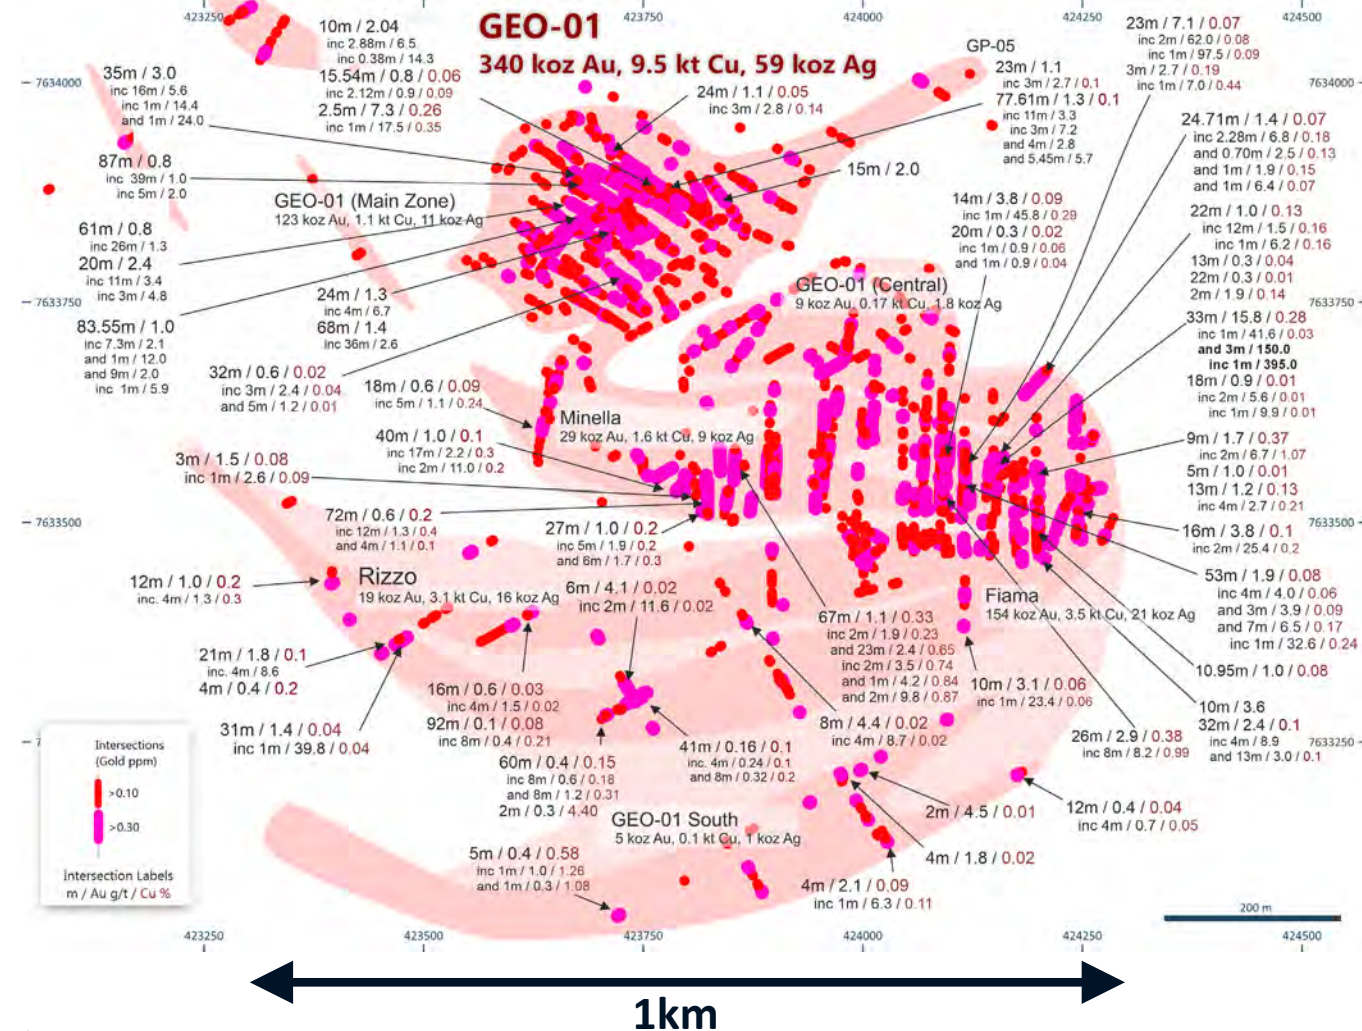 423250
423750
424000
424250
424500
GEO-01
340 koz Au, 9.5 kt Cu, 59 koz Ag
10m / 2.04
inc 2.88m / 6.5
inc 0.38m / 14.3
15.54m / 0.8 / 0.06
inc 2.12m / 0.9 / 0.09
2.5m / 7.3 / 0.26
inc 1m / 17.5 / 0.35
35m / 3.0
inc 16m / 5.6
inc 1m / 14.4
and 1m / 24.0
87m / 0.8
inc 39m / 1.0
inc 5m / 2.0
61m / 0.8
inc 26m / 1.3
20m / 2.4
inc 11m / 3.4
inc 3m / 4.8
83.55m / 1.0
inc 7.3m / 2.1
and 1m / 12.0
and 9m / 2.0
inc 1m / 5.9
7634000
7634000
24m / 1.1 / 0.05
inc 3m / 2.8 / 0.14
GP-05
23m / 1.1
inc 3m / 2.7 / 0.1
77.61m / 1.3 / 0.1
inc 11m / 3.3
inc 3m / 7.2
and 4m / 2.8
and 5.45m / 5.7
15m / 2.0
23m / 7.1 / 0.07
inc 2m / 62.0 / 0.08
inc 1m / 97.5 / 0.09
3m / 2.7 / 0.19
inc 1m / 7.0 / 0.44
24.71m / 1.4 / 0.07
inc 2.28m / 6.8 / 0.18
and 0.70m / 2.5 / 0.13
and 1m / 1.9 / 0.15
and 1m / 6.4 / 0.07
22m / 1.0 / 0.13
inc 12m / 1.5 / 0.16
inc 1m / 6.2 / 0.16
13m / 0.3 / 0.04
22m / 0.3 / 0.01
2m / 1.9 / 0.14
33m / 15.8 / 0.28
inc 1m / 41.6 / 0.03
and 3m / 150.0
inc 1m / 395.0
18m / 0.9 / 0.01
inc 2m / 5.6 / 0.01
inc 1m / 9.9 / 0.01
14m / 3.8 / 0.09
inc 1m / 45.8 / 0.29
20m / 0.3 / 0.02
inc 1m / 0.9 / 0.06
and 1m / 0.9 / 0.04
GEO-01 (Main Zone)
123 koz Au, 1.1 kt Cu, 11 koz Ag
24m / 1.3
inc 4m / 6.7
68m / 1.4
inc 36m / 2.6
7633750
7633750
GEO-01 (Central)
9 koz Au, 0.17 kt Cu, 1.8 koz Ag
32m / 0.6 / 0.02
inc 3m / 2.4 / 0.04
and 5m / 1.2 / 0.01
18m / 0.6 / 0.09
inc 5m / 1.1 / 0.24
Minella
29 koz Au, 1.6 kt Cu, 9 koz Ag
40m / 1.0 / 0.1
inc 17m / 2.2 / 0.3
inc 2m / 11.0 / 0.2
3m / 1.5 / 0.08
inc 1m / 2.6 / 0.09
9m / 1.7 / 0.37
inc 2m / 6.7 / 1.07
5m / 1.0 / 0.01
13m / 1.2 / 0.13
inc 4m / 2.7 / 0.21
7633500
7633500
72m / 0.6 / 0.2
inc 12m / 1.3 / 0.4
and 4m / 1.1 / 0.1
27m / 1.0 / 0.2
inc 5m / 1.9 / 0.2
and 6m / 1.7 / 0.3
16m / 3.8 / 0.1
inc 2m / 25.4 / 0.2
53m / 1.9 / 0.08
inc 4m / 4.0 / 0.06
and 3m / 3.9 / 0.09
and 7m / 6.5 / 0.17
inc 1m / 32.6 / 0.24
10.95m / 1.0 / 0.08
12m / 1.0 / 0.2
inc. 4m / 1.3 / 0.3
Rizzo
19 koz Au, 3.1 kt Cu, 16 koz Ag
6m / 4.1 / 0.02
inc 2m / 11.6 / 0.02
Fiama
154 koz Au, 3.5 kt Cu, 21 koz Ag
67m / 1.1 / 0.33
inc 2m / 1.9 / 0.23
and 23m / 2.4 / 0.65
inc 2m / 3.5 / 0.74
and 1m / 4.2 / 0.84
and 2m / 9.8 / 0.87
21m / 1.8 / 0.1
inc. 4m / 8.6
4m / 0.4 / 0.2
10m / 3.1 / 0.06
inc 1m / 23.4 / 0.06
31m / 1.4 / 0.04
inc 1m / 39.8 / 0.04
16m / 0.6 / 0.03
inc 4m / 1.5 / 0.02
92m / 0.1 / 0.08
inc 8m / 0.4 / 0.21
8m / 4.4 / 0.02
inc 4m / 8.7 / 0.02
10m / 3.6
32m / 2.4 / 0.1
inc 4m / 8.9
and 13m / 3.0 / 0.1
26m / 2.9 / 0.38
inc 8m / 8.2 / 0.99
7633250
41m / 0.16 / 0.1
inc. 4m / 0.24 / 0.1
and 8m / 0.32 / 0.2
60m / 0.4 / 0.15
inc 8m / 0.6 / 0.18
and 8m / 1.2 / 0.31
2m / 0.3 / 4.40
Intersections
(Gold ppm)
>0.10
>0.30
Intersection Labels
m / Au g/t / Cu %
GEO-01 South
5 koz Au, 0.1 kt Cu, 1 koz Ag
2m / 4.5 / 0.01
12m / 0.4 / 0.04
inc 4m / 0.7 / 0.05
4m / 1.8 / 0.02
5m / 0.4 / 0.58
inc 1m / 1.0 / 1.26
and 1m / 0.3 / 1.08
4m / 2.1 / 0.09
inc 1m / 6.3 / 0.11
200 m
423250
423500
423750
424000
424250
424500
1km